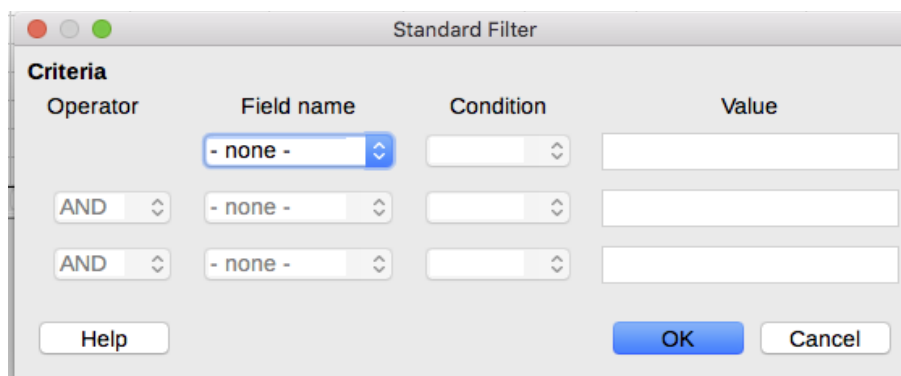 Standard Filter
Criteria
Operator Field name Condition Value
- none -
AND - none -
AND - none -
Help OK Cancel